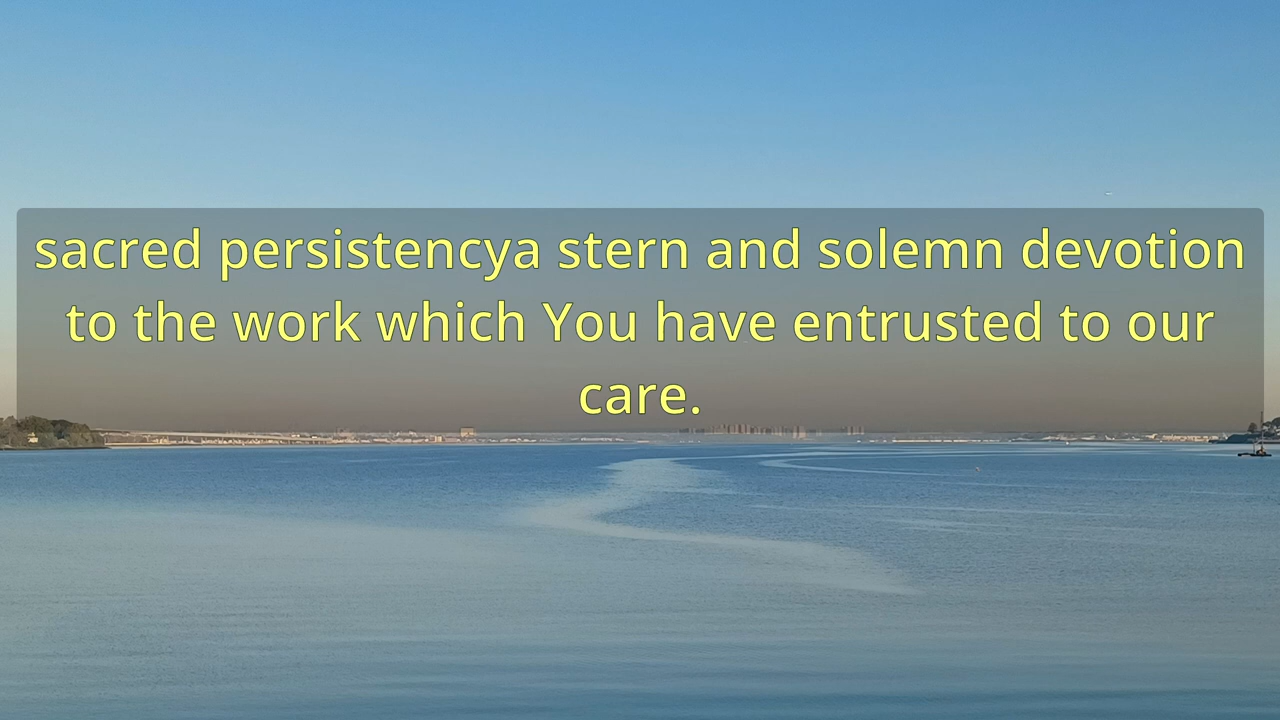 sacred persistencya stern and solemn devotion
to the work which You have entrusted to our
care.